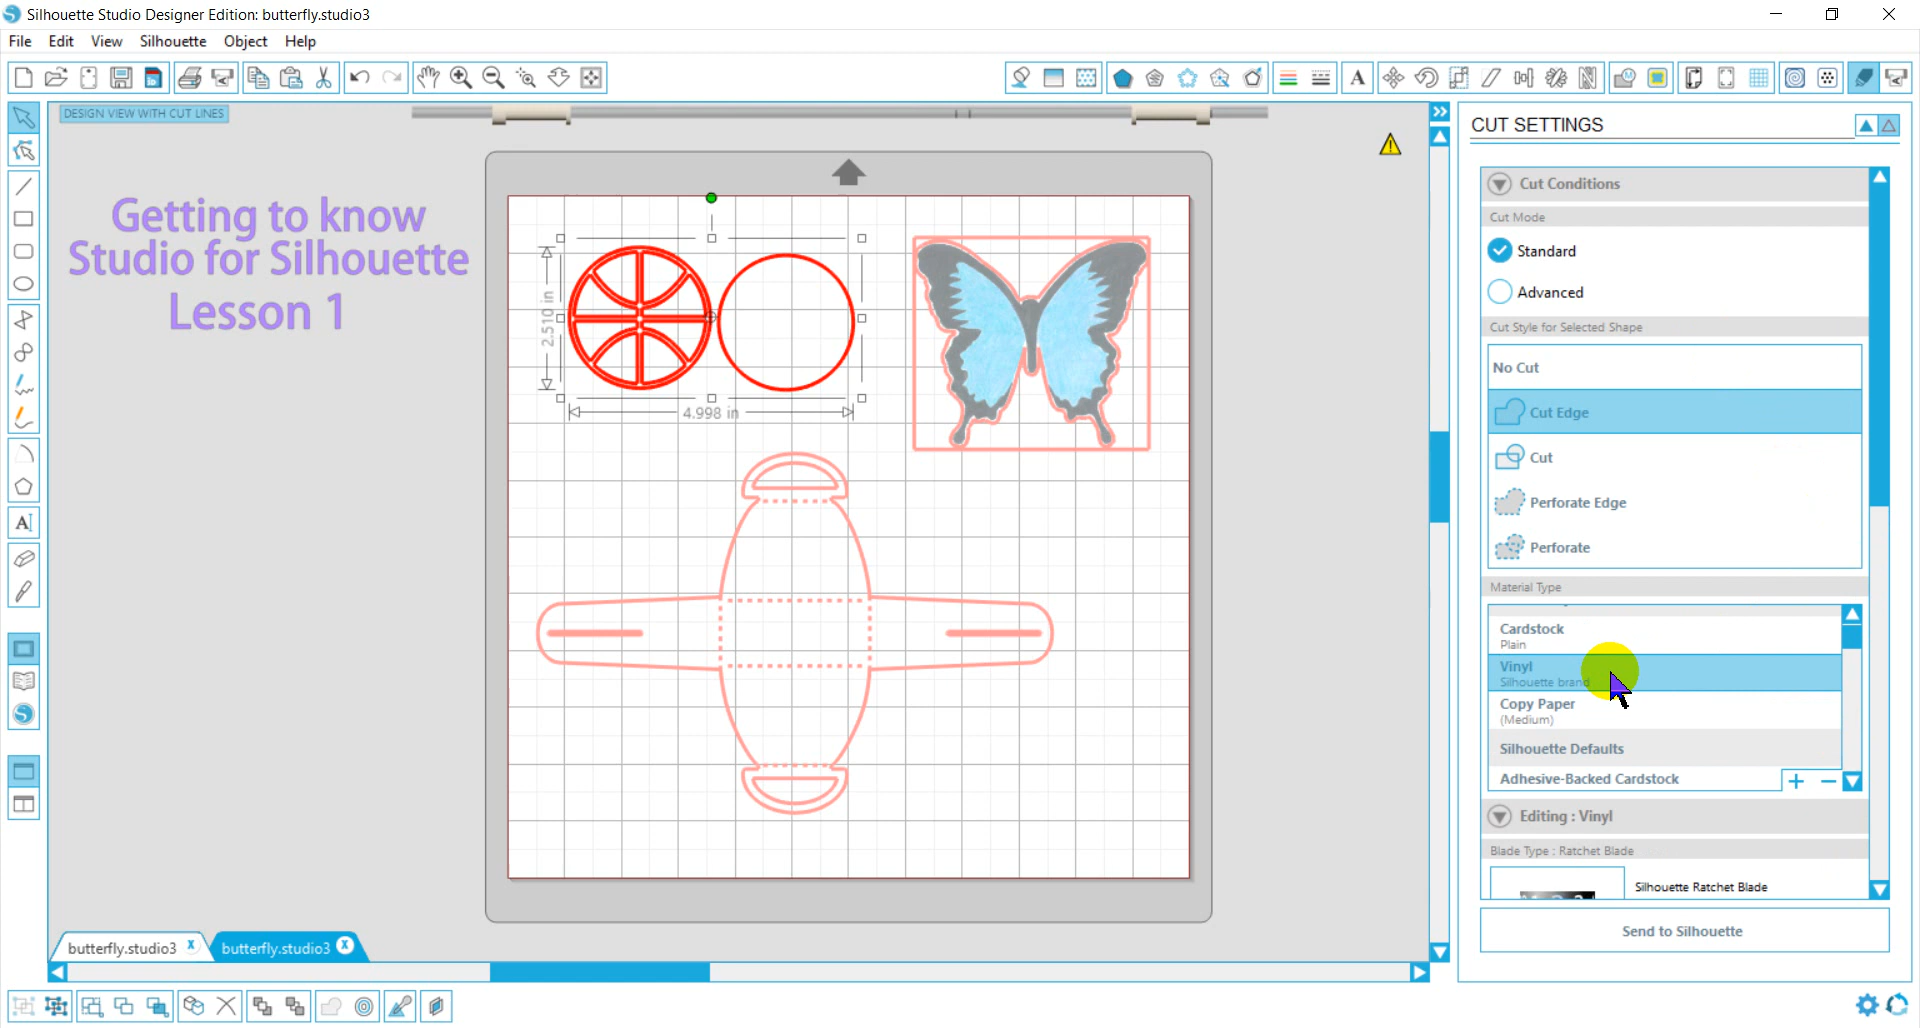 Silhouette Studio Designer Edition: butterfly.studio3
File Edit View Silhouette Object Help
DESIGN VIEW WITH CUT LINES
Getting to know
Studio for Silhouette
Lesson 1
2.510 in
4.998 in
butterfly.studio3 x
butterfly.studio3 x
CUT SETTINGS
Cut Conditions
Cut Mode
Standard
Advanced
Cut Style for Selected Shape
No Cut
Cut Edge
Cut
Perforate Edge
Perforate
Material Type
Cardstock
Plain
Vinyl
Silhouette brand
Copy Paper
(Medium)
Silhouette Defaults
Adhesive-Backed Cardstock
Editing : Vinyl
Blade Type : Ratchet Blade
Silhouette Ratchet Blade
Send to Silhouette